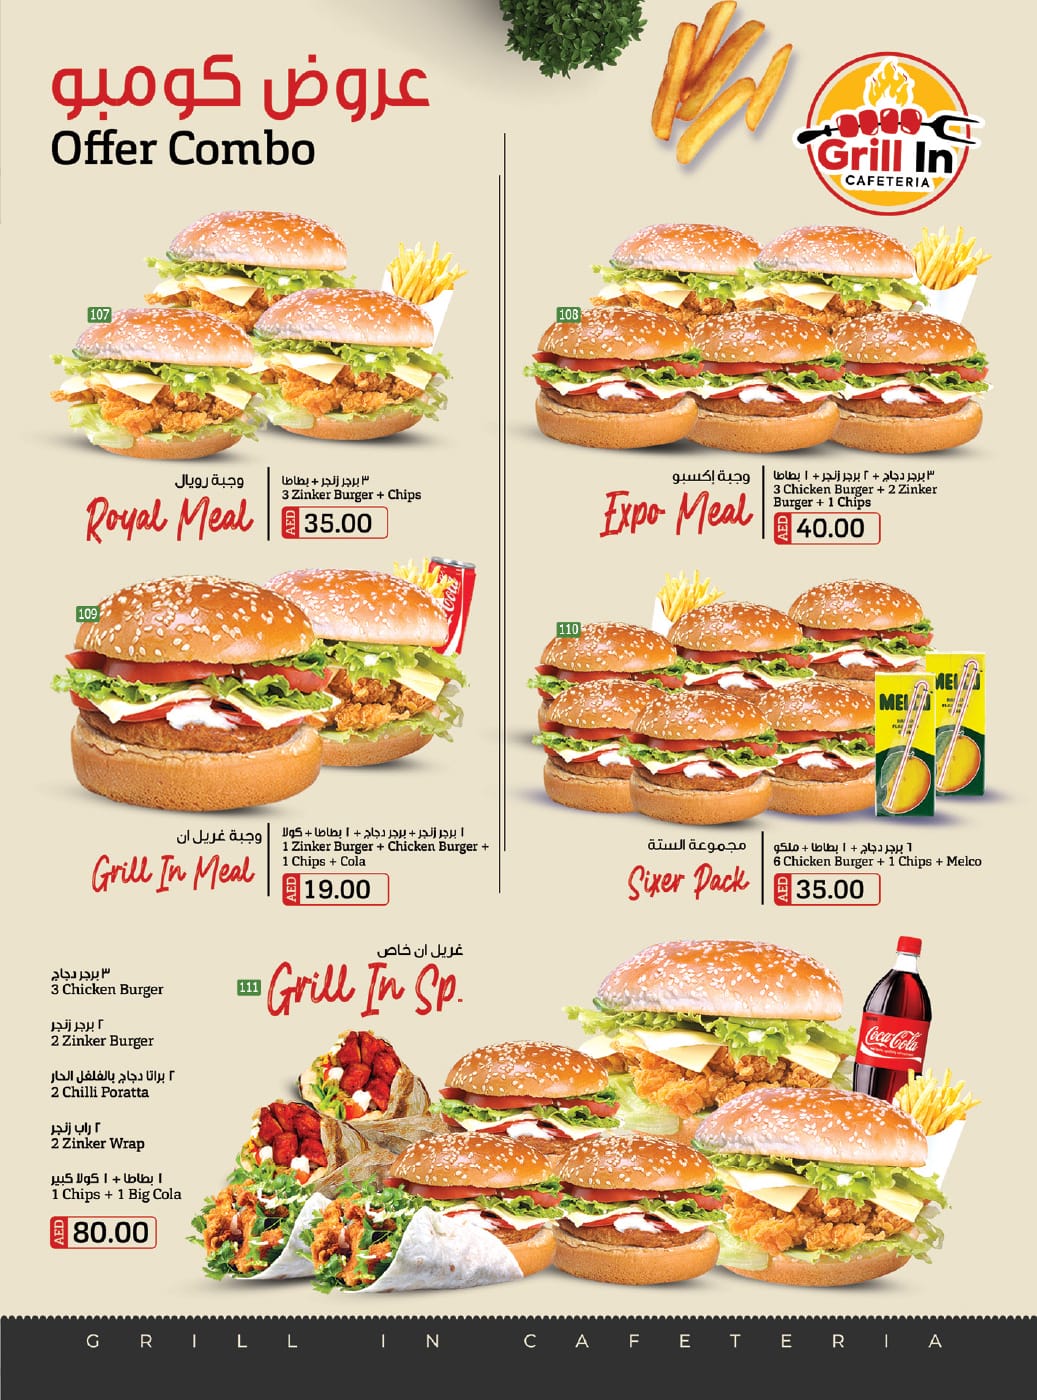 عروض كومبو
Offer Combo
Grill In
CAFETERIA
107
وجبة رويال
Royal Meal
٣ برجر زنجر + بطاطا
3 Zinker Burger + Chips
AED 35.00
108
وجبة إكسبو
Expo Meal
٣ برجر دجاج + ٢ برجر زنجر + ١ بطاطا
3 Chicken Burger + 2 Zinker
Burger + 1 Chips
AED 40.00
109
وجبة غريل ان
Grill In Meal
١ برجر زنجر + برجر دجاج + ١ بطاطا + كولا
1 Zinker Burger + Chicken Burger +
1 Chips + Cola
AED 19.00
110
MELCO
مجموعة الستة
Sixer Pack
٦ برجر دجاج + ١ بطاطا + ملكو
6 Chicken Burger + 1 Chips + Melco
AED 35.00
غريل ان خاص
111
Grill In Sp.
٣ برجر دجاج
3 Chicken Burger
٢ برجر زنجر
2 Zinker Burger
٢ براتا دجاج بالفلفل الحار
2 Chilli Poratta
٢ راب زنجر
2 Zinker Wrap
١ بطاطا + ١ كولا كبير
1 Chips + 1 Big Cola
AED 80.00
Coca-Cola
GRILL IN CAFETERIA